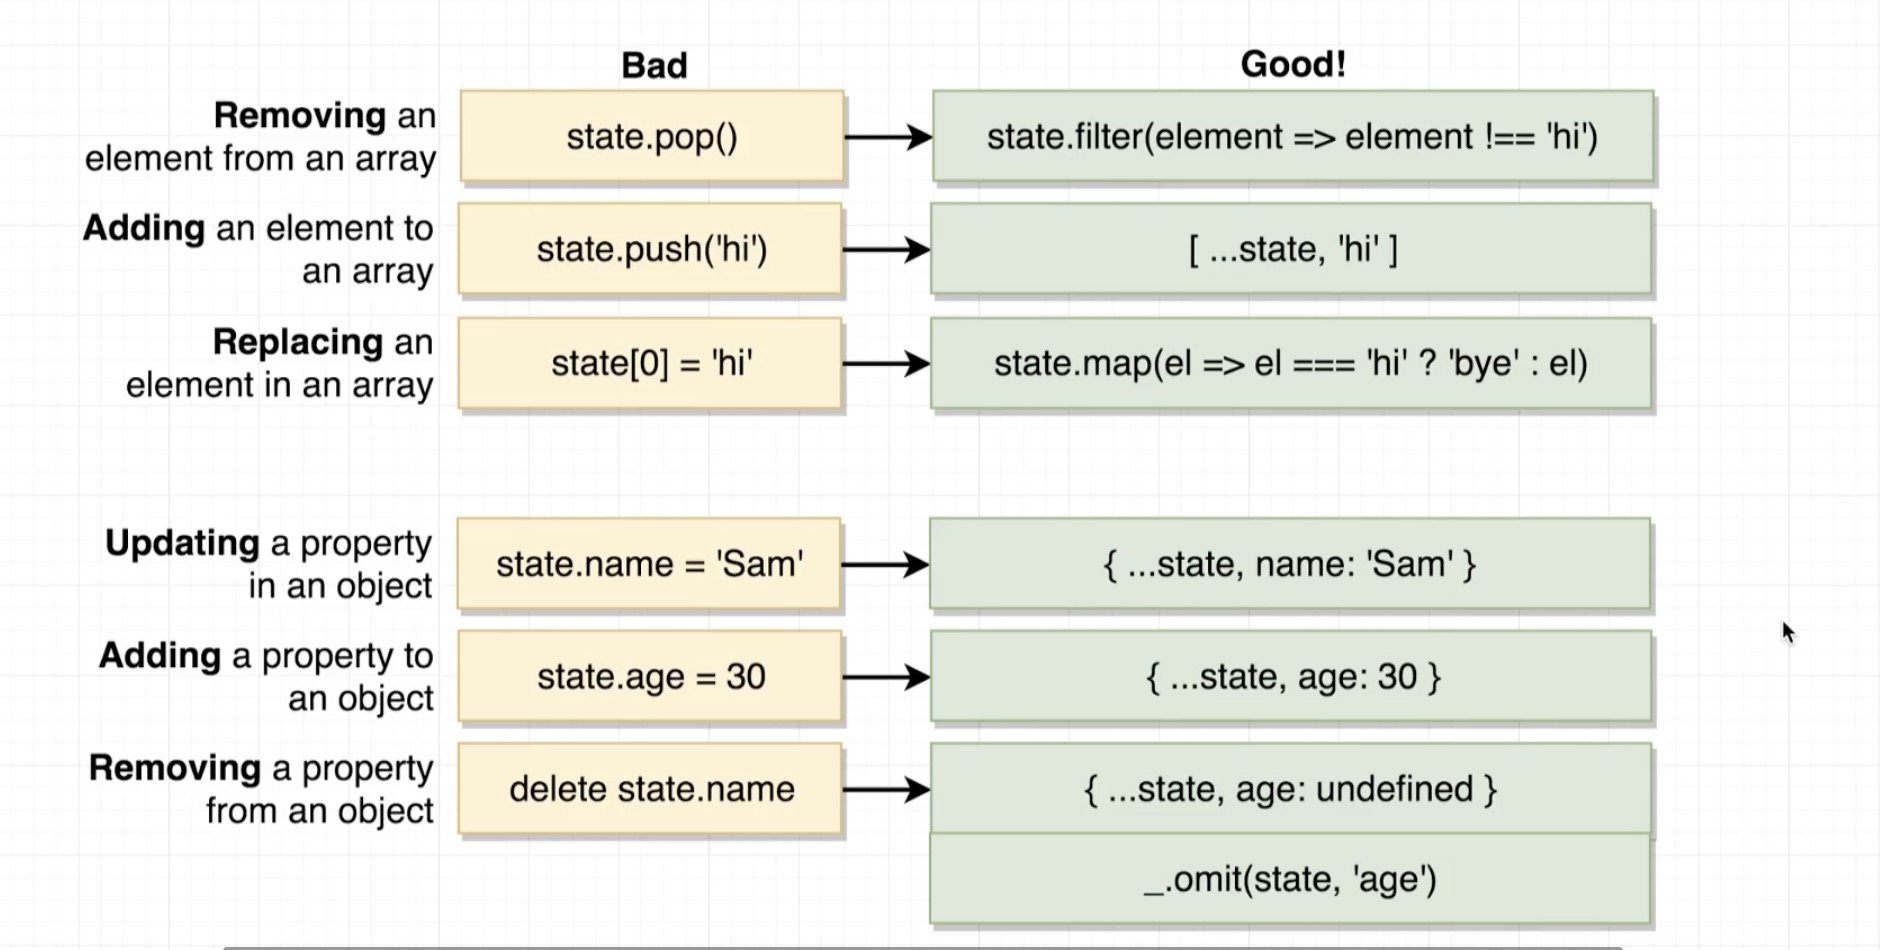 Bad
Good!
Removing an
element from an array
state.pop()
state.filter(element => element !== 'hi')
Adding an element to
an array
state.push('hi')
[ ...state, 'hi' ]
Replacing an
element in an array
state[0] = 'hi'
state.map(el => el === 'hi' ? 'bye' : el)
Updating a property
in an object
state.name = 'Sam'
{ ...state, name: 'Sam' }
Adding a property to
an object
state.age = 30
{ ...state, age: 30 }
Removing a property
from an object
delete state.name
{ ...state, age: undefined }
_.omit(state, 'age')